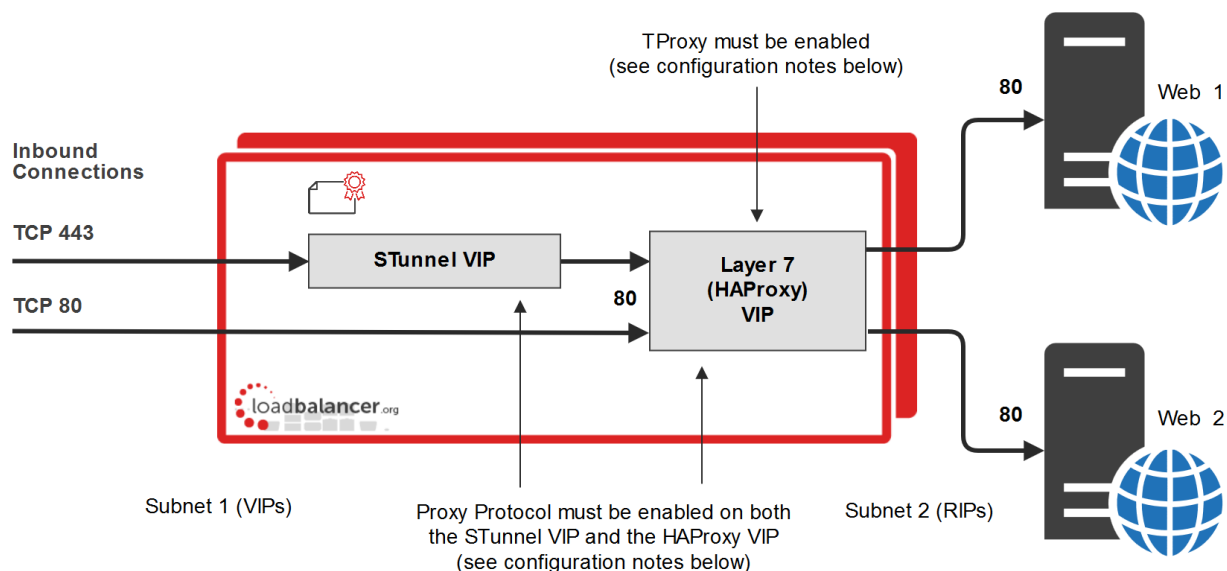 TProxy must be enabled
(see configuration notes below)
80
Web 1
Inbound
Connections
TCP 443
STunnel VIP
Layer 7
(HAProxy)
VIP
TCP 80
80
loadbalancer.org
80
Web 2
Subnet 1 (VIPs)
Proxy Protocol must be enabled on both
the STunnel VIP and the HAProxy VIP
(see configuration notes below)
Subnet 2 (RIPs)